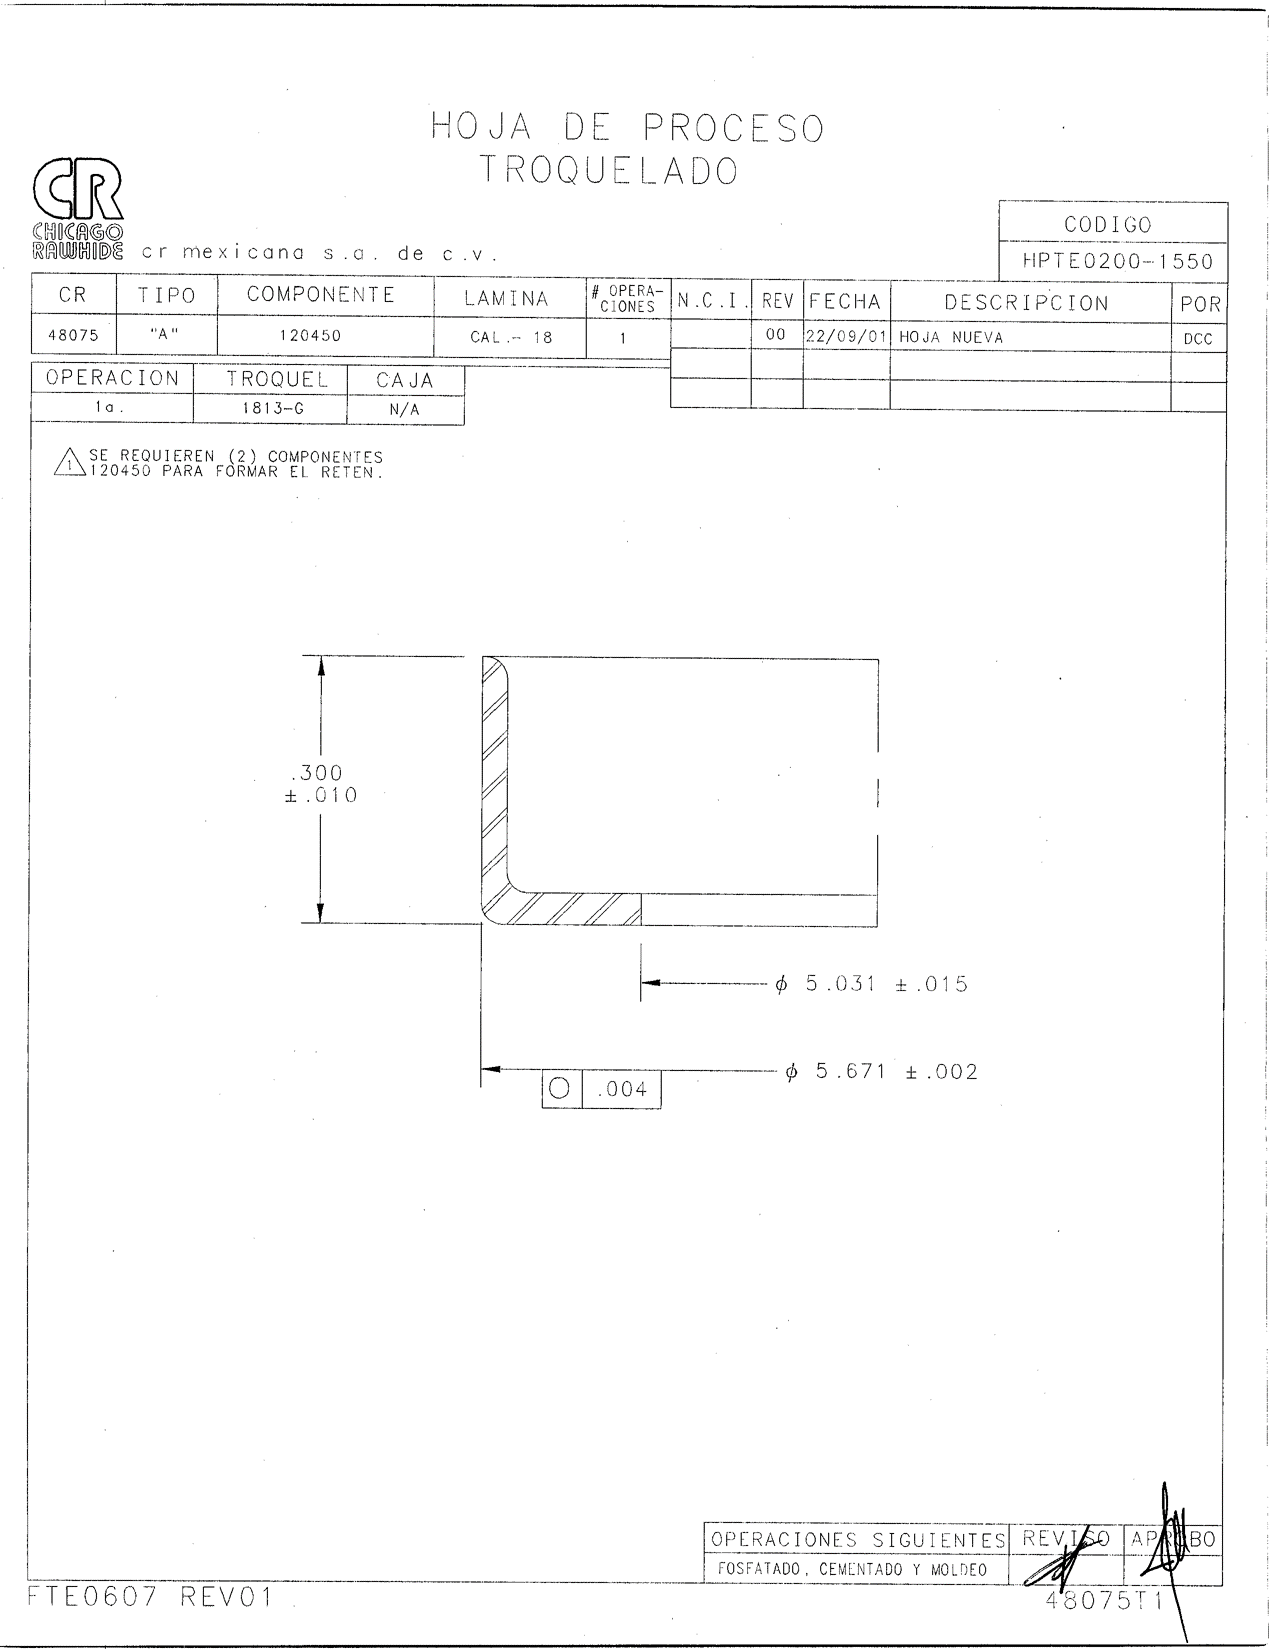 HOJA DE PROCESO
TROQUELADO
CR
CHICAGO
RAWHIDE
cr mexicana s.a. de c.v.
CODIGO
HPTE0200-1550
CR TIPO COMPONENTE LAMINA # OPERA-CIONES N.C.I. REV FECHA DESCRIPCION POR
48075 "A" 120450 CAL.- 18 1 00 22/09/01 HOJA NUEVA DCC
OPERACION TROQUEL CAJA
1a. 1813-G N/A
1 SE REQUIEREN (2) COMPONENTES
120450 PARA FORMAR EL RETEN.
.300
±.010
ϕ 5.031 ±.015
ϕ 5.671 ±.002
.004
OPERACIONES SIGUIENTES REVISO APROBO
FOSFATADO, CEMENTADO Y MOLDEO
FTE0607 REV01
48075T1